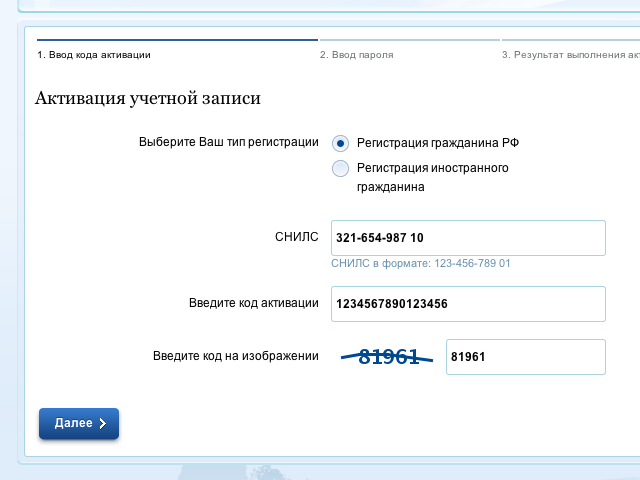 1. Ввод кода активации
2. Ввод пароля
3. Результат выполнения
Активация учетной записи
Выберите Ваш тип регистрации
Регистрация гражданина РФ
Регистрация иностранного
гражданина
СНИЛС
321-654-987 10
СНИЛС в формате: 123-456-789 01
Введите код активации
1234567890123456
Введите код на изображении
81961
81961
Далее